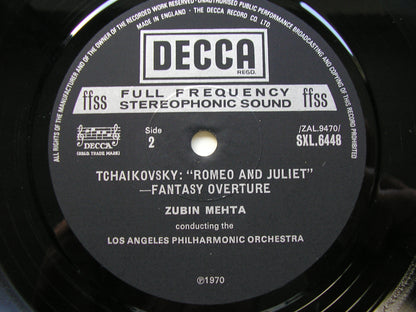 ALL RIGHTS OF THE MANUFACTURER AND OF THE OWNER OF THE RECORDED WORK RESERVED · UNAUTHORISED PUBLIC PERFORMANCE BROADCASTING AND COPYING OF THIS RECORD PROHIBITED
MADE IN ENGLAND · THE DECCA RECORD CO. LTD.
DECCA
REGD.
ffss FULL FREQUENCY ffss
STEREOPHONIC SOUND
DECCA
(REGD. TRADE MARK)
Side
2
/ZAL.9470/
SXL.6448
TCHAIKOVSKY: "ROMEO AND JULIET"
—FANTASY OVERTURE
ZUBIN MEHTA
conducting the
LOS ANGELES PHILHARMONIC ORCHESTRA
℗1970